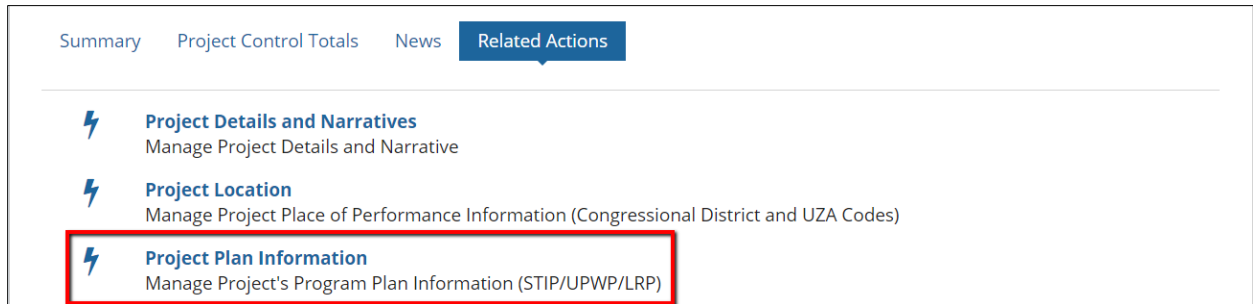 Summary Project Control Totals News Related Actions
Project Details and Narratives
Manage Project Details and Narrative
Project Location
Manage Project Place of Performance Information (Congressional District and UZA Codes)
Project Plan Information
Manage Project's Program Plan Information (STIP/UPWP/LRP)